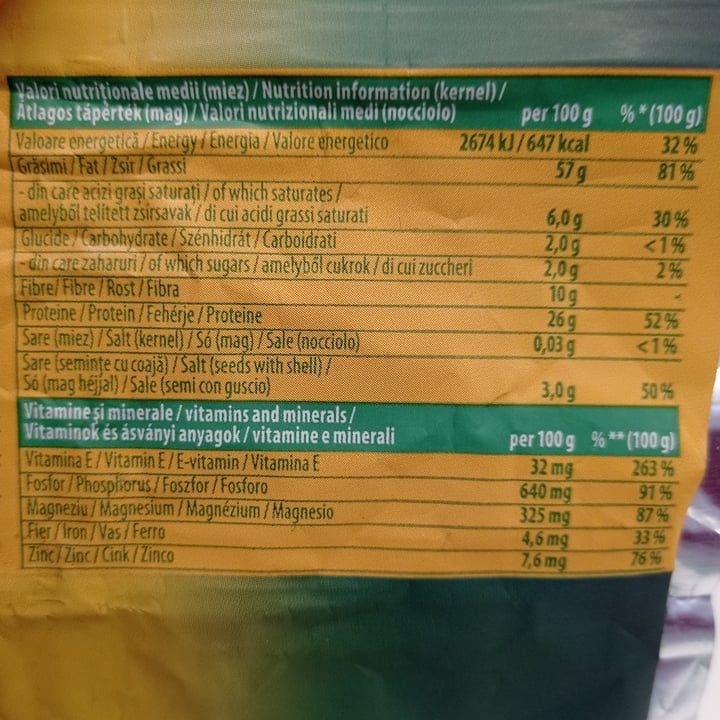 Valori nutriționale medii (miez) / Nutrition information (kernel) /
Átlagos tápérték (mag) / Valori nutrizionali medi (nocciolo) per 100 g % * (100 g)
Valoare energetică / Energy / Energia / Valore energetico 2674 kJ / 647 kcal 32 %
Grăsimi / Fat / Zsír / Grassi 57 g 81 %
- din care acizi grași saturați / of which saturates /
amelyből telített zsírsavak / di cui acidi grassi saturati 6,0 g 30 %
Glucide / Carbohydrate / Szénhidrát / Carboidrati 2,0 g <1 %
- din care zaharuri / of which sugars / amelyből cukrok / di cui zuccheri 2,0 g 2 %
Fibre / Fibre / Rost / Fibra 10 g -
Proteine / Protein / Fehérje / Proteine 26 g 52 %
Sare (miez) / Salt (kernel) / Só (mag) / Sale (nocciolo) 0,03 g <1 %
Sare (semințe cu coajă) / Salt (seeds with shell) /
Só (mag héjjal) / Sale (semi con guscio) 3,0 g 50 %
Vitamine și minerale / vitamins and minerals /
Vitaminok és ásványi anyagok / vitamine e minerali per 100 g % ** (100 g)
Vitamina E / Vitamin E / E-vitamin / Vitamina E 32 mg 263 %
Fosfor / Phosphorus / Foszfor / Fosforo 640 mg 91 %
Magneziu / Magnesium / Magnézium / Magnesio 325 mg 87 %
Fier / Iron / Vas / Ferro 4,6 mg 33 %
Zinc / Zinc / Cink / Zinco 7,6 mg 76 %